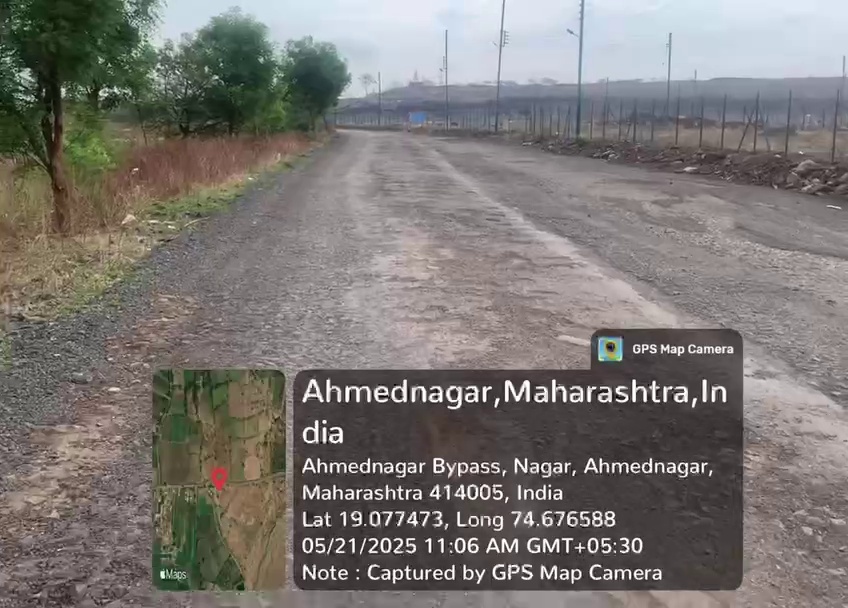 GPS Map Camera
Ahmednagar,Maharashtra,In
dia
Ahmednagar Bypass, Nagar, Ahmednagar,
Maharashtra 414005, India
Lat 19.077473, Long 74.676588
05/21/2025 11:06 AM GMT+05:30
Note : Captured by GPS Map Camera
Maps